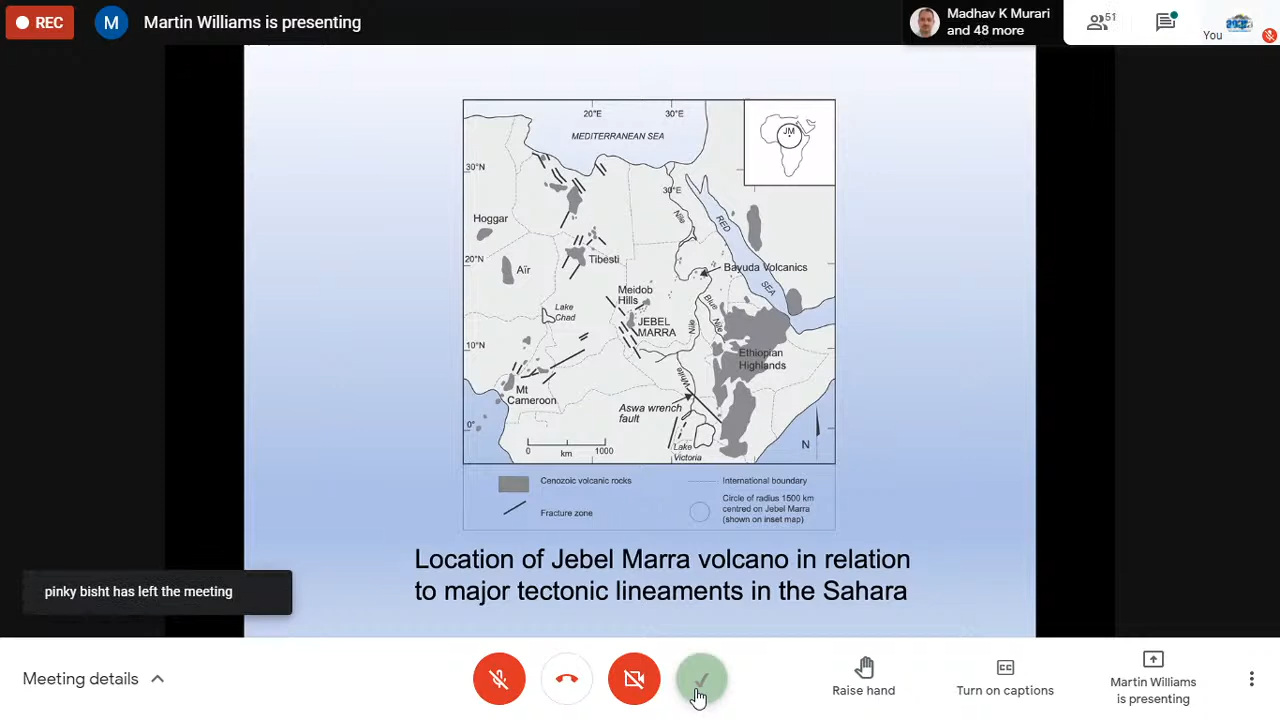 REC
M
Martin Williams is presenting
Madhav K Murari
and 48 more
51
You
20°E
30°E
MEDITERRANEAN SEA
JM
30°N
30°E
Nile
RED
SEA
Hoggar
20°N
Aïr
Tibesti
Bayuda Volcanics
Meidob
Hills
Lake
Chad
JEBEL
MARRA
Blue
Nile
Nile
White
10°N
Ethiopian
Highlands
Mt
Cameroon
Aswa wrench
fault
0°
0
1000
km
Lake
Victoria
N
Cenozoic volcanic rocks
International boundary
Fracture zone
Circle of radius 1500 km
centred on Jebel Marra
(shown on inset map)
Location of Jebel Marra volcano in relation
to major tectonic lineaments in the Sahara
pinky bisht has left the meeting
Meeting details
Raise hand
CC
Turn on captions
Martin Williams
is presenting